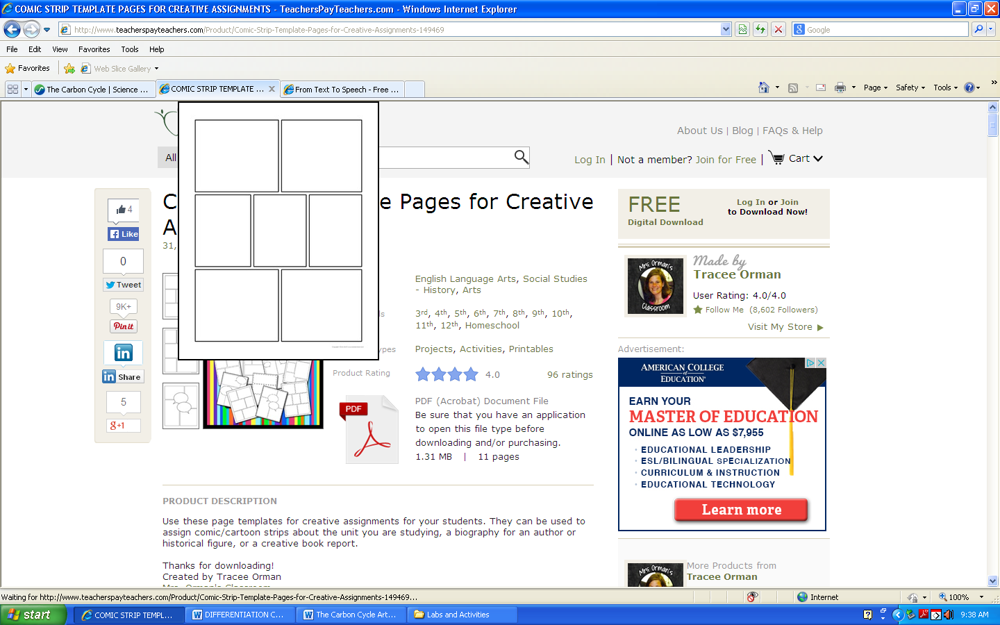 COMIC STRIP TEMPLATE PAGES FOR CREATIVE ASSIGNMENTS - TeachersPayTeachers.com - Windows Internet Explorer
http://www.teacherspayteachers.com/Product/Comic-Strip-Template-Pages-for-Creative-Assignments-149469
Google
File Edit View Favorites Tools Help
Favorites Web Slice Gallery
The Carbon Cycle | Science ...
COMIC STRIP TEMPLATE ...
From Text To Speech - Free ...
Page Safety Tools
About Us | Blog | FAQs & Help
All
Log In | Not a member? Join for Free | Cart
C e Pages for Creative
A
31,
4
Like
0
Tweet
9K+
Pin it
in
in Share
5
g+1
English Language Arts, Social Studies
- History, Arts
ls
3rd, 4th, 5th, 6th, 7th, 8th, 9th, 10th,
11th, 12th, Homeschool
ypes
Projects, Activities, Printables
Product Rating
4.0 96 ratings
PDF
PDF (Acrobat) Document File
Be sure that you have an application
to open this file type before
downloading and/or purchasing.
1.31 MB | 11 pages
PRODUCT DESCRIPTION
Use these page templates for creative assignments for your students. They can be used to
assign comic/cartoon strips about the unit you are studying, a biography for an author or
historical figure, or a creative book report.
Thanks for downloading!
Created by Tracee Orman
Mrs. Orman's Classroom
FREE
Digital Download
Log In or Join
to Download Now!
Mrs. Orman's
Classroom
Made by
Tracee Orman
User Rating: 4.0/4.0
Follow Me (8,602 Followers)
Visit My Store
Advertisement:
AMERICAN COLLEGE
of
EDUCATION
EARN YOUR
MASTER OF EDUCATION
ONLINE AS LOW AS $7,955
EDUCATIONAL LEADERSHIP
ESL/BILINGUAL SPECIALIZATION
CURRICULUM & INSTRUCTION
EDUCATIONAL TECHNOLOGY
Learn more
Mrs. Orman's
More Products from
Tracee Orman
Waiting for http://www.teacherspayteachers.com/Product/Comic-Strip-Template-Pages-for-Creative-Assignments-149469...
Internet
100%
start
COMIC STRIP TEMPL...
DIFFERENTIATION C...
The Carbon Cycle Art...
Labs and Activities
9:38 AM